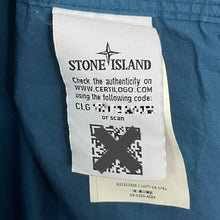 STONE ISLAND
Check the authenticity on
WWW.CERTILOGO.COM
using the following code:
CLG
or scan